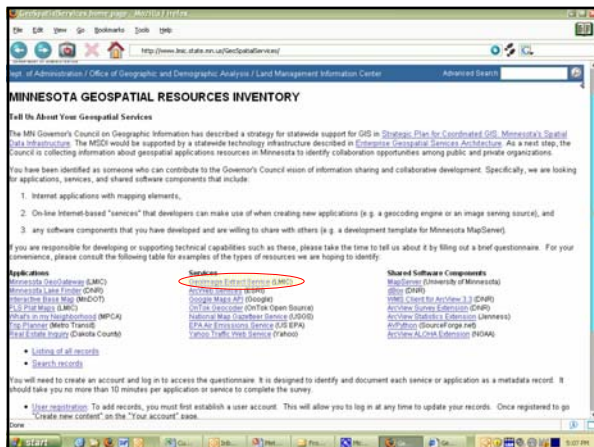 GeoSpatialServices home page - Mozilla Firefox
File Edit View Go Bookmarks Tools Help
http://www.lmic.state.mn.us/GeoSpatialServices/
ept. of Administration / Office of Geographic and Demographic Analysis / Land Management Information Center Advanced Search
MINNESOTA GEOSPATIAL RESOURCES INVENTORY
Tell Us About Your Geospatial Services
The MN Governor's Council on Geographic Information has described a strategy for statewide support for GIS in Strategic Plan for Coordinated GIS: Minnesota's Spatial
Data Infrastructure. The MSDI would be supported by a statewide technology infrastructure described in Enterprise Geospatial Services Architecture. As a next step, the
Council is collecting information about geospatial applications resources in Minnesota to identify collaboration opportunities among public and private organizations.
You have been identified as someone who can contribute to the Governor's Council vision of information sharing and collaborative development. Specifically, we are looking
for applications, services, and shared software components that include:
1. Internet applications with mapping elements,
2. On-line Internet-based "services" that developers can make use of when creating new applications (e.g. a geocoding engine or an image serving source), and
3. any software components that you have developed and are willing to share with others (e.g. a development template for Minnesota MapServer).
If you are responsible for developing or supporting technical capabilities such as these, please take the time to tell us about it by filling out a brief questionnaire. For your
convenience, please consult the following table for examples of the types of resources we are hoping to identify:
Applications Services Shared Software Components
Minnesota GeoGateway (LMIC) GeoImage Extract Service (LMIC) MapServer (University of Minnesota)
Minnesota Lake Finder (DNR) ArcWeb Services (ESRI) dBox (DNR)
Interactive Base Map (MnDOT) Google Maps API (Google) WMS Client for ArcView 3.3 (DNR)
PLS Plat Maps (LMIC) OnTok Geocoder (OnTok Open Source) ArcView Survey Extension (DNR)
What's in my Neighborhood (MPCA) National Map Gazetteer Service (USGS) ArcView Statistics Extension (Jenness)
Trip Planner (Metro Transit) EPA Air Emissions Service (US EPA) AVPython (SourceForge.net)
Real Estate Inquiry (Dakota County) Yahoo Traffic Web Service (Yahoo) ArcView ALOHA Extension (NOAA)
• Listing of all records
• Search records
You will need to create an account and log in to access the questionnaire. It is designed to identify and document each service or application as a metadata record. It
should take you no more than 10 minutes per application or service to complete the survey.
• User registration: To add records, you must first establish a user account. This will allow you to log in at any time to update your records. Once registered to go
"Create new content" on the "Your account" page.
Done
start
5:07 PM